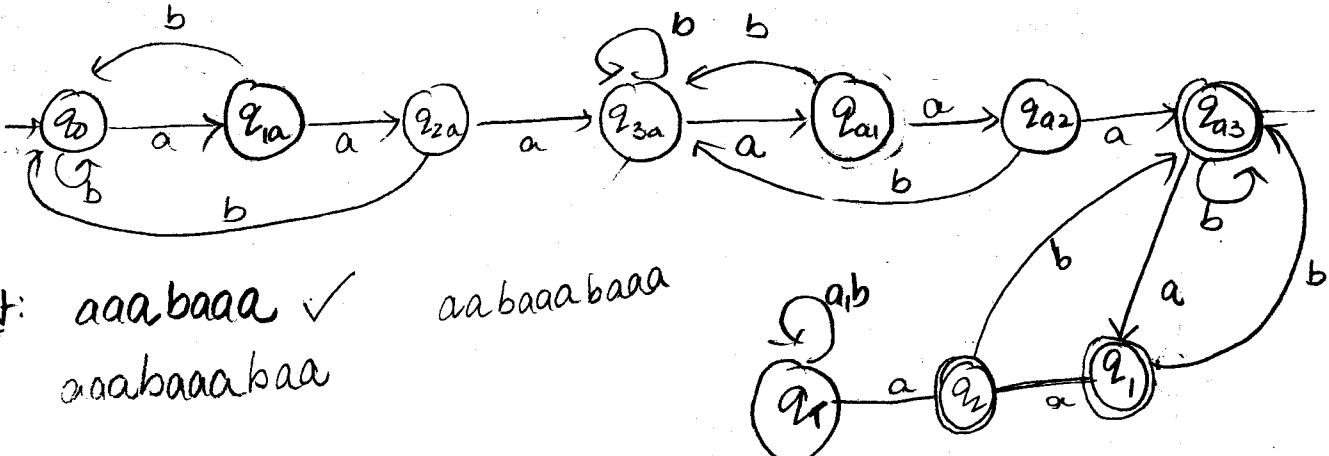 b b b b
q0 a q1a a q2a a q3a a qa1 a qa2 a qa3
b b b b
b a b
: aaabaaa ✓ aabaaabaaa a,b
aaabaaabaa
qT a q2 a q1